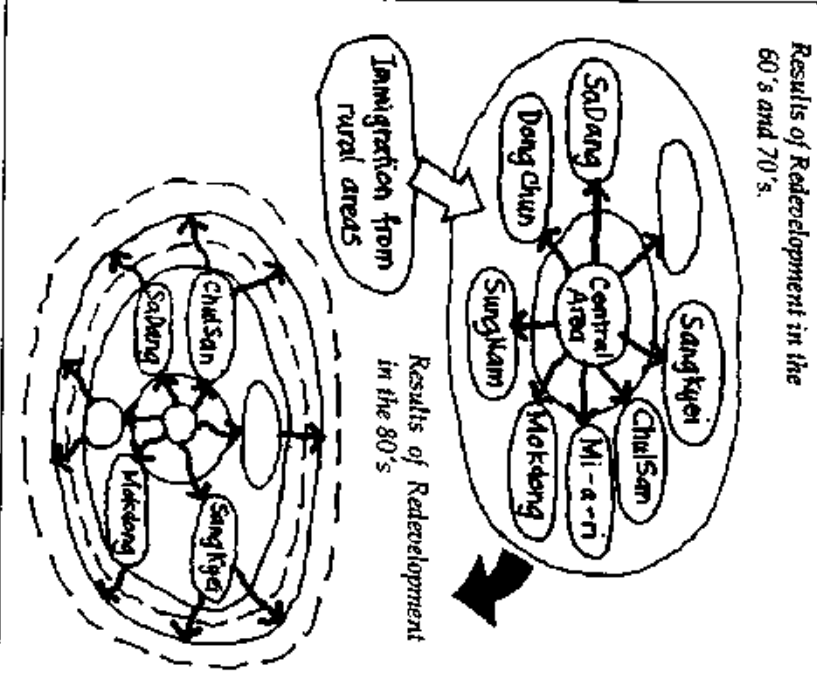 Results of Redevelopment in the
60's and 70's.
SaDang
Dong Chun
Central
Area
SungNam
Sangkyei
ChulSan
Mi-a-ri
Mokdong
Immigration from
rural areas
Results of Redevelopment
in the 80's
ChulSan
SaDang
Sangkyei
Mokdong